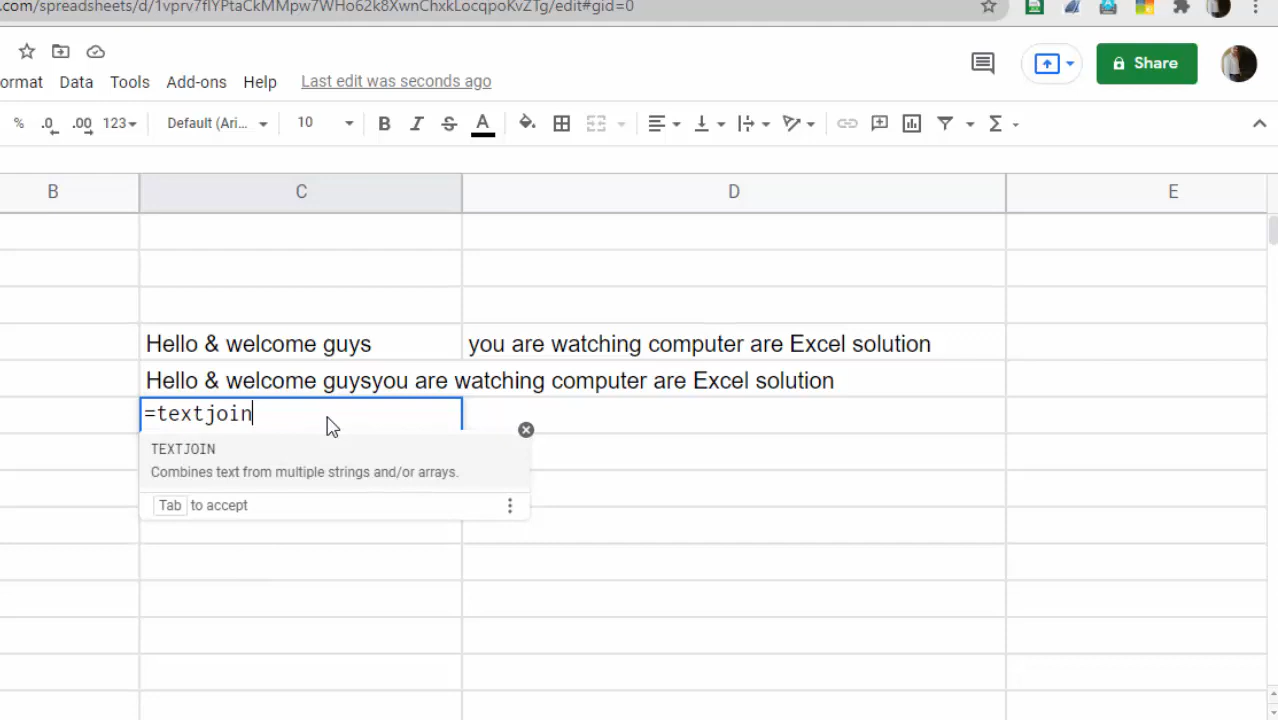 .com/spreadsheets/d/1vprv7flYPtaCkMMpw7WHo62k8XwnChxkLocqpoKvZTg/edit#gid=0
ormat Data Tools Add-ons Help Last edit was seconds ago
Share
% .0 .00 123 Default (Ari... 10 B I S A Σ
B C D E
Hello & welcome guys you are watching computer are Excel solution
Hello & welcome guysyou are watching computer are Excel solution
=textjoin
TEXTJOIN
Combines text from multiple strings and/or arrays.
Tab to accept